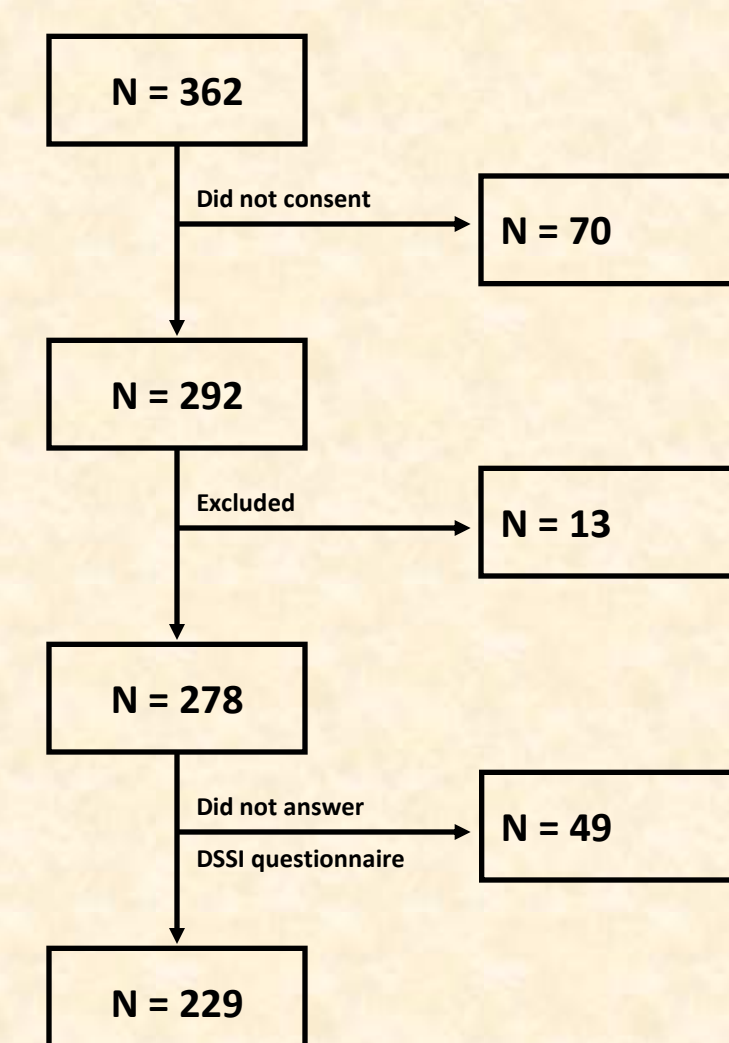 N = 362
Did not consent
N = 70
N = 292
Excluded
N = 13
N = 278
Did not answer
DSSI questionnaire
N = 49
N = 229